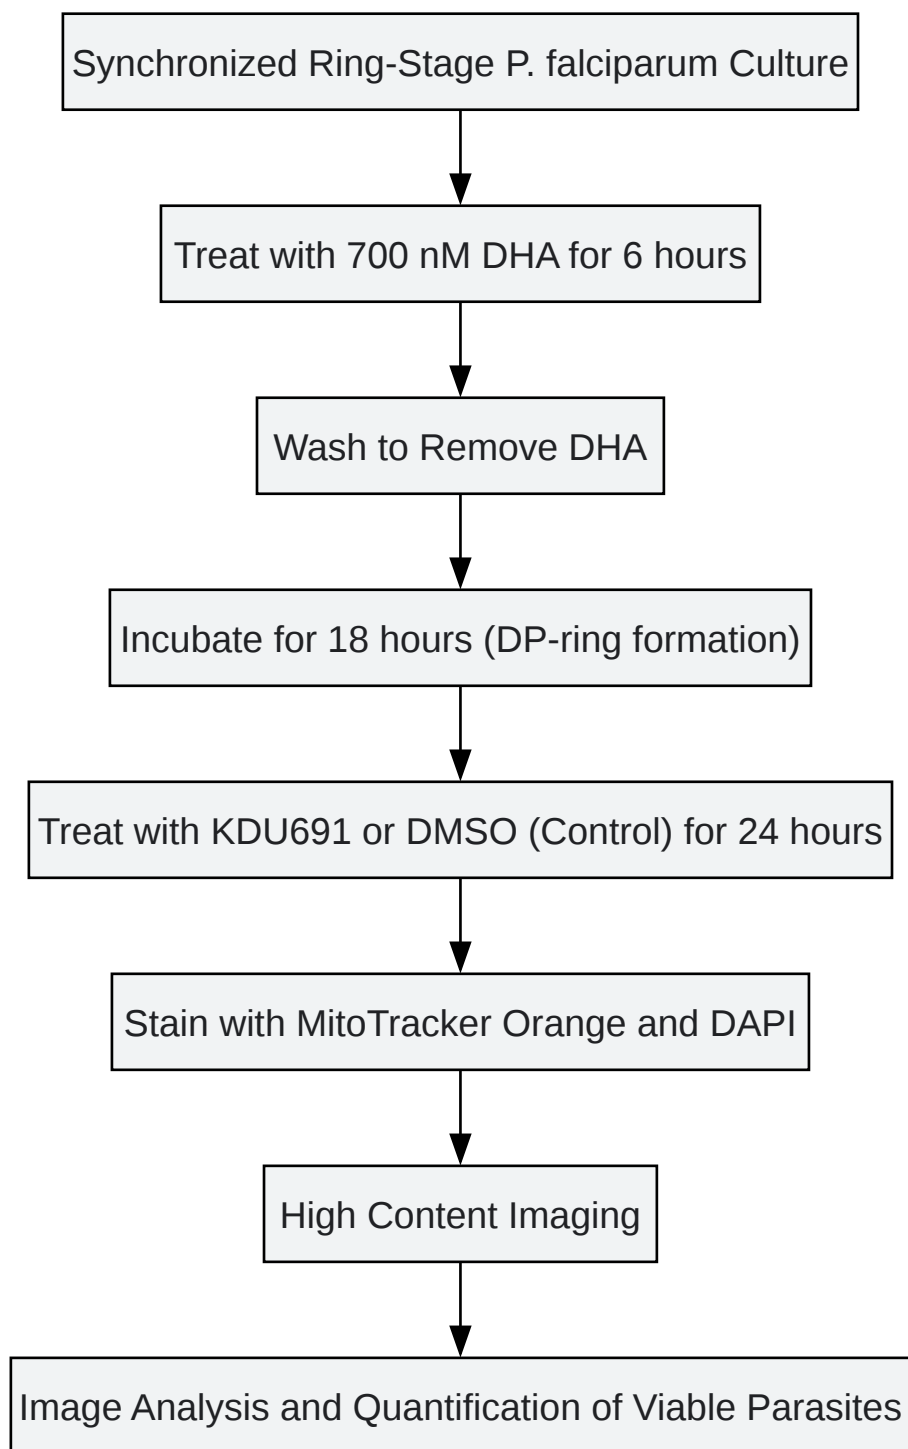 Synchronized Ring-Stage P. falciparum Culture
Treat with 700 nM DHA for 6 hours
Wash to Remove DHA
Incubate for 18 hours (DP-ring formation)
Treat with KDU691 or DMSO (Control) for 24 hours
Stain with MitoTracker Orange and DAPI
High Content Imaging
Image Analysis and Quantification of Viable Parasites